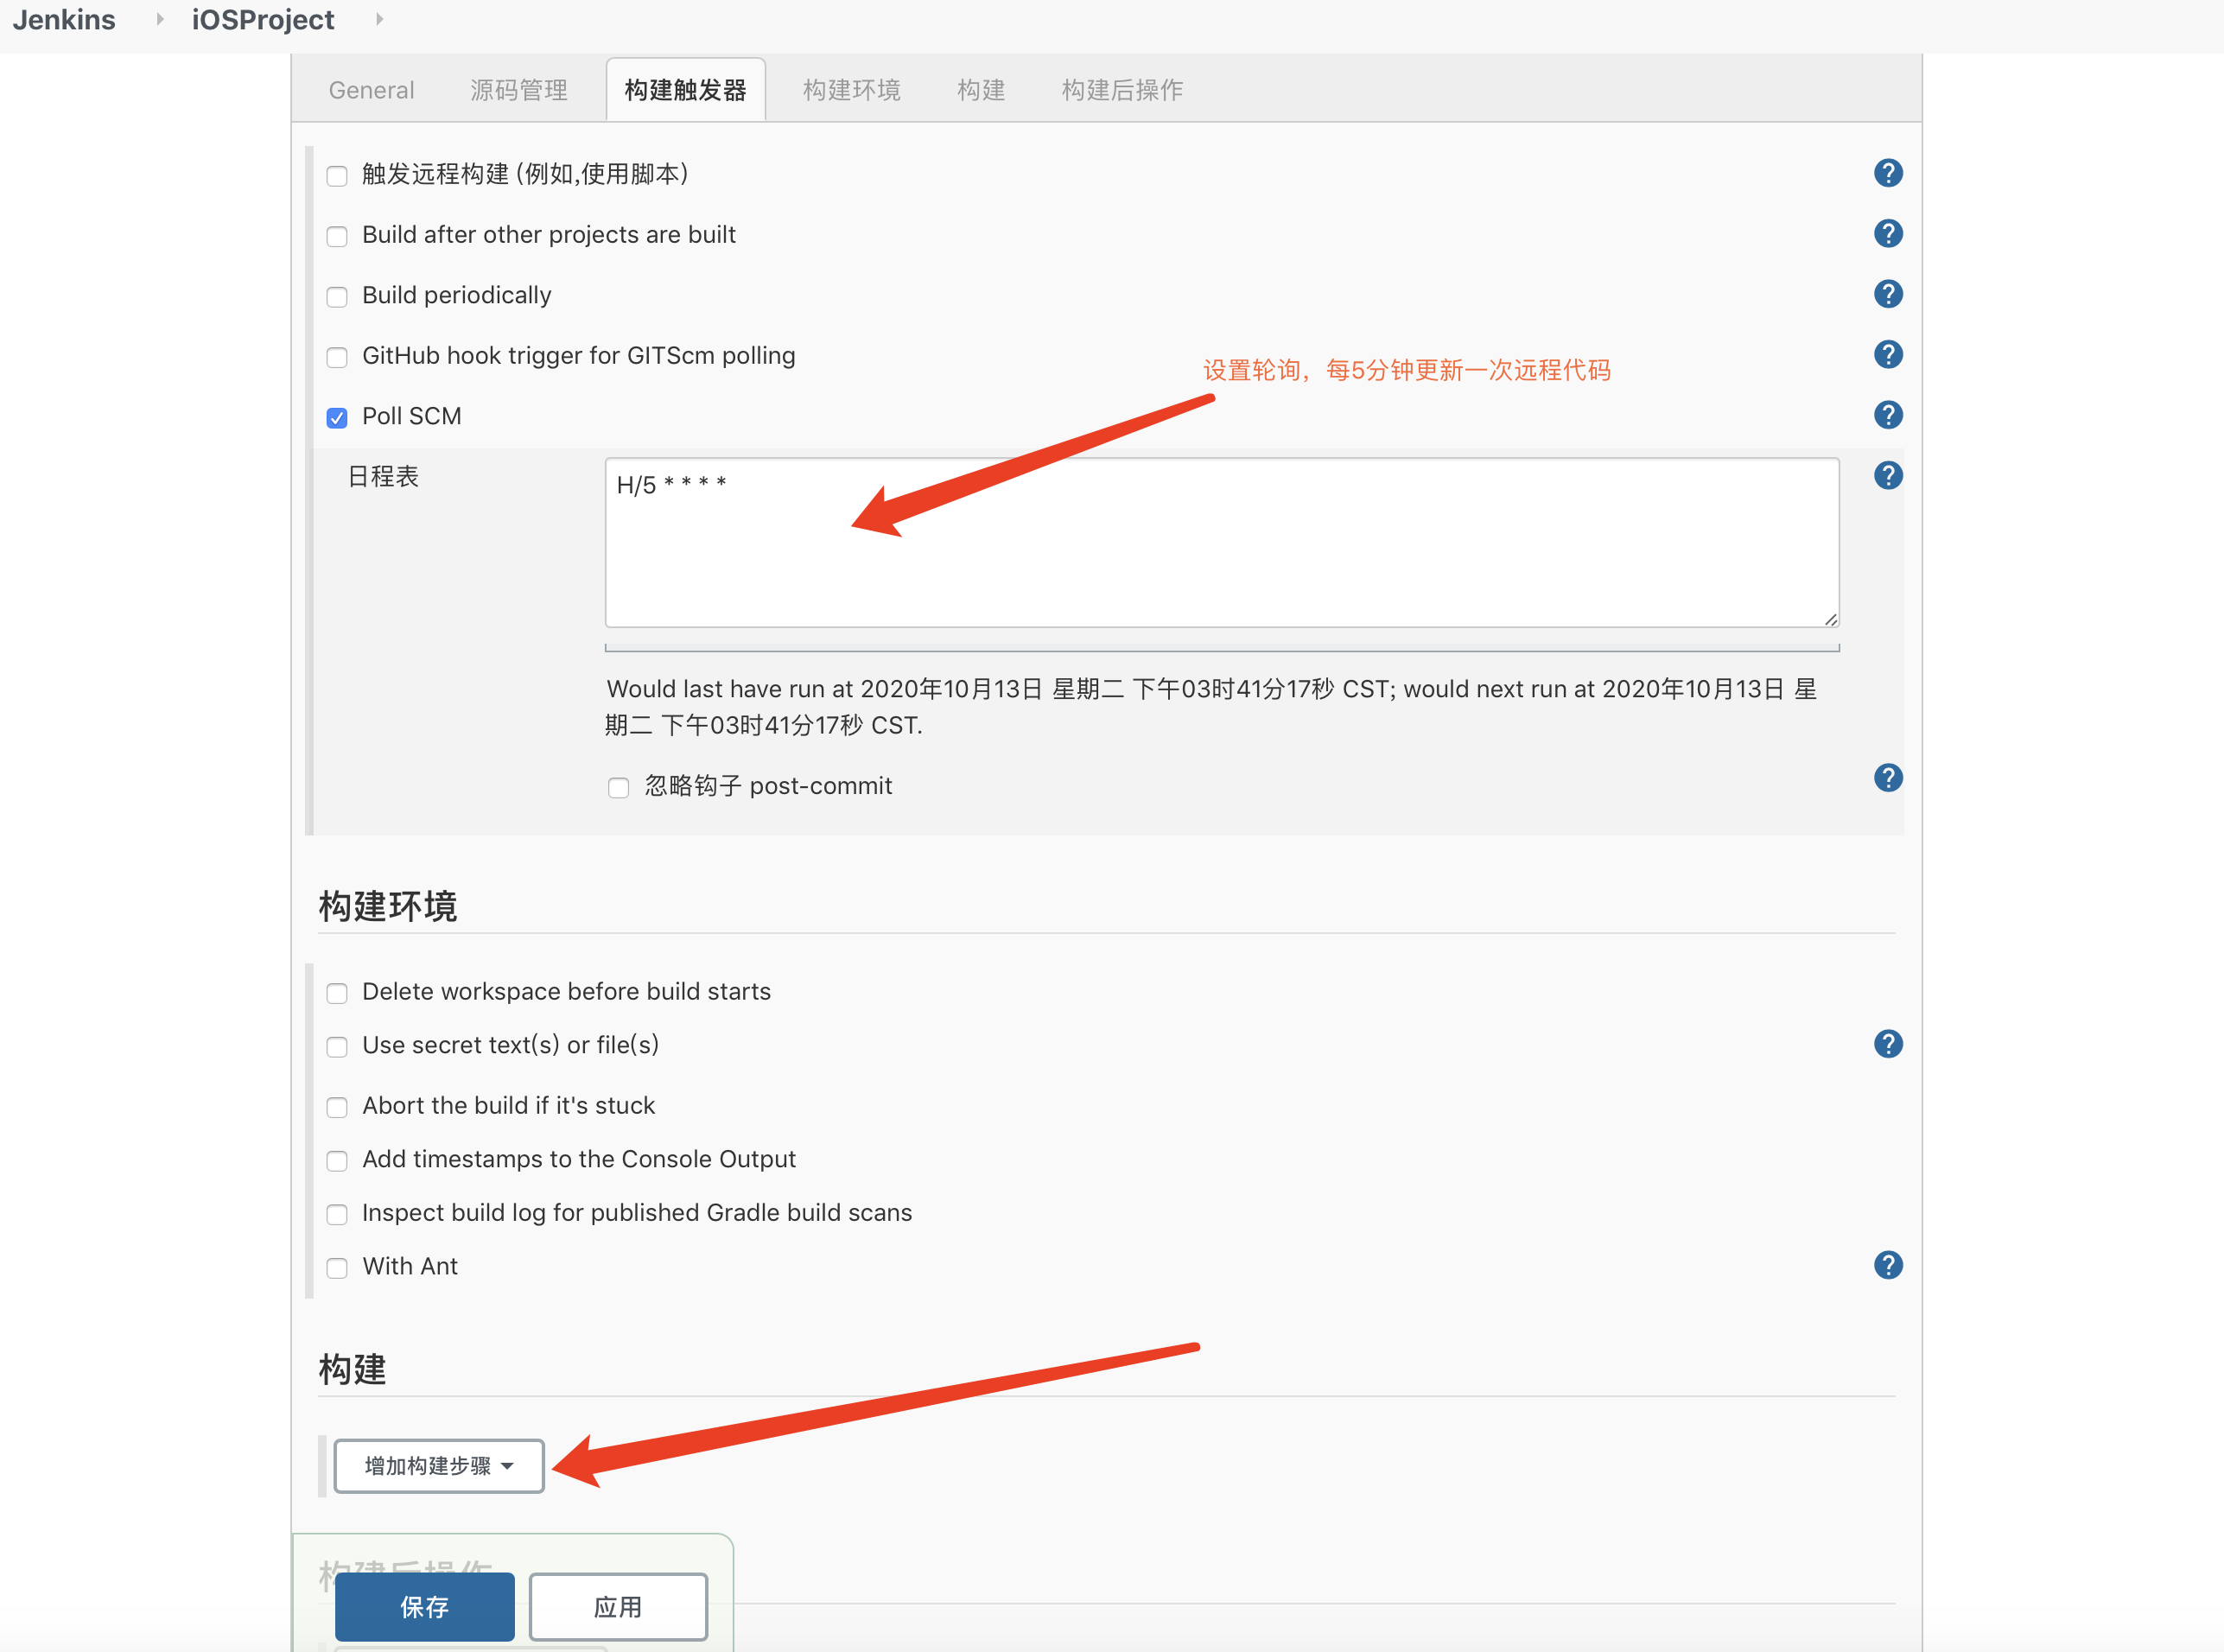 Jenkins iOSProject
General 源码管理 构建触发器 构建环境 构建 构建后操作
触发远程构建 (例如,使用脚本)
Build after other projects are built
Build periodically
GitHub hook trigger for GITScm polling
设置轮询，每5分钟更新一次远程代码
Poll SCM
日程表
H/5 * * * *
Would last have run at 2020年10月13日 星期二 下午03时41分17秒 CST; would next run at 2020年10月13日 星
期二 下午03时41分17秒 CST.
忽略钩子 post-commit
构建环境
Delete workspace before build starts
Use secret text(s) or file(s)
Abort the build if it's stuck
Add timestamps to the Console Output
Inspect build log for published Gradle build scans
With Ant
构建
增加构建步骤
构建后操作
保存 应用